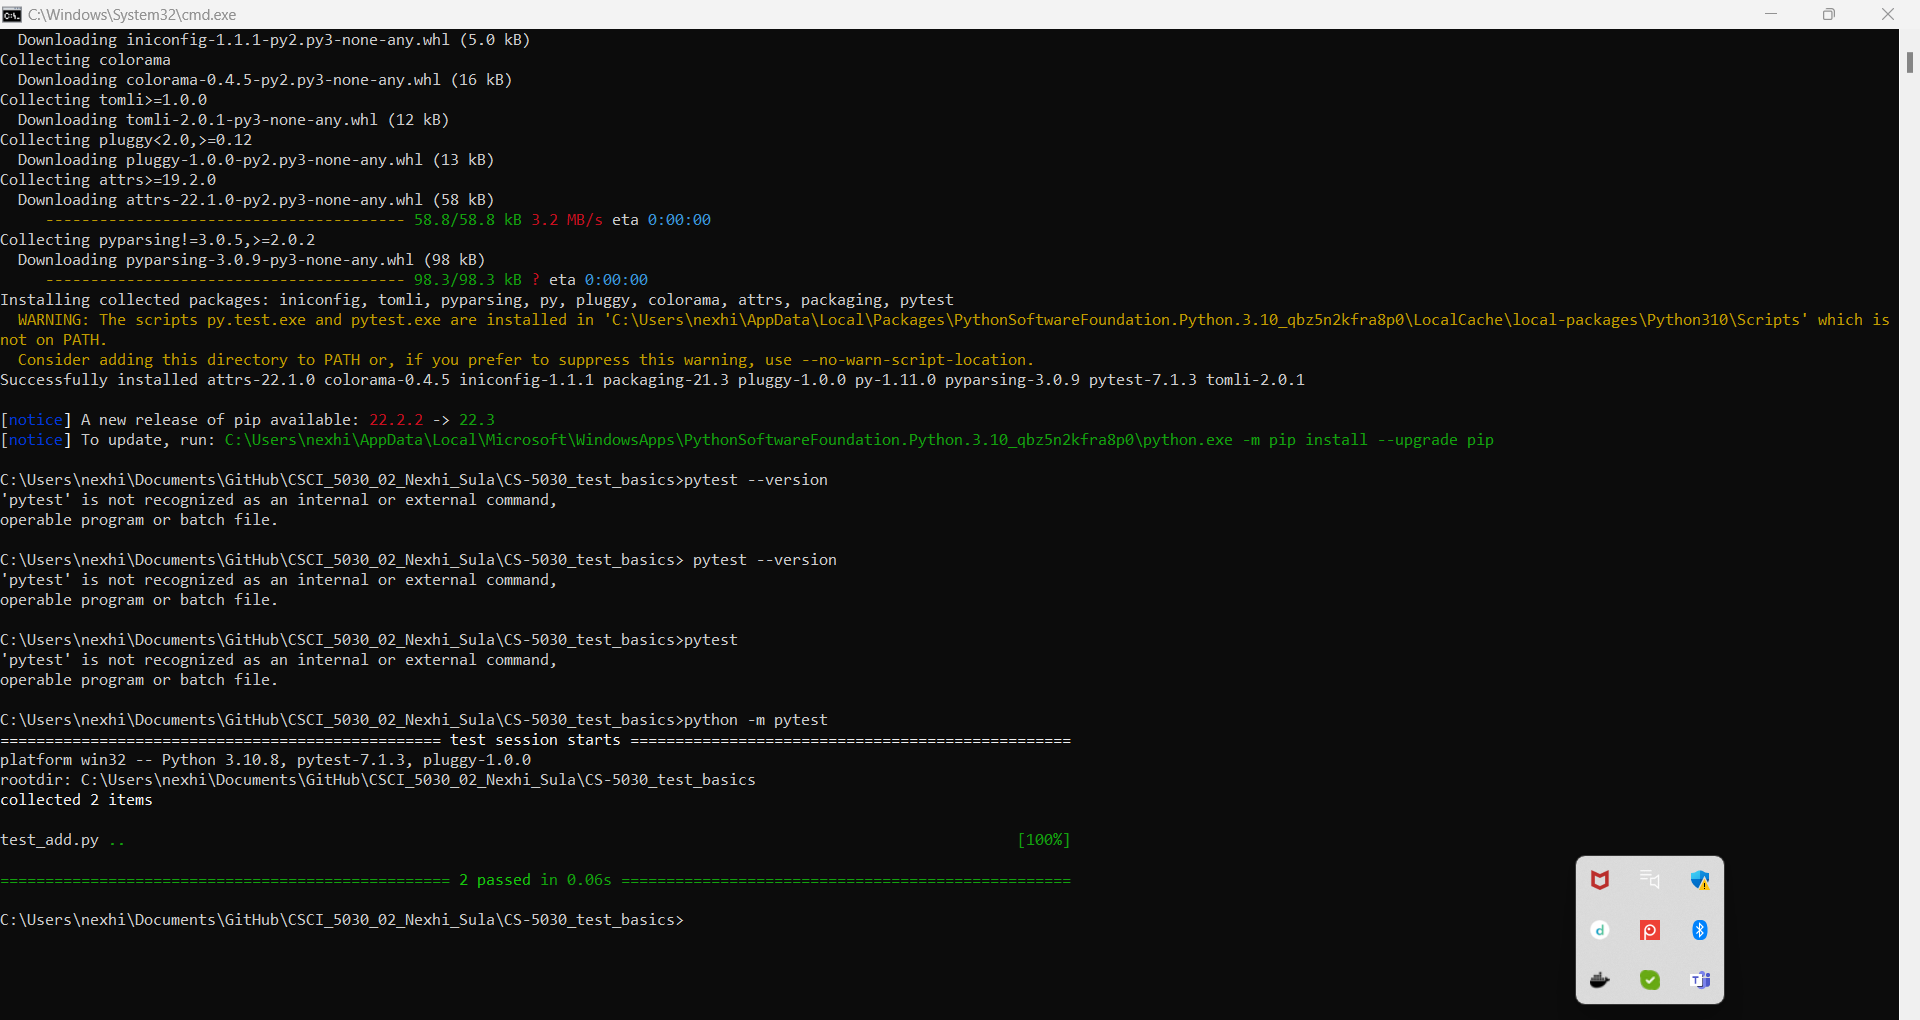 C:\Windows\System32\cmd.exe
Downloading iniconfig-1.1.1-py2.py3-none-any.whl (5.0 kB)
Collecting colorama
Downloading colorama-0.4.5-py2.py3-none-any.whl (16 kB)
Collecting tomli>=1.0.0
Downloading tomli-2.0.1-py3-none-any.whl (12 kB)
Collecting pluggy<2.0,>=0.12
Downloading pluggy-1.0.0-py2.py3-none-any.whl (13 kB)
Collecting attrs>=19.2.0
Downloading attrs-22.1.0-py2.py3-none-any.whl (58 kB)
---------------------------------------- 58.8/58.8 kB 3.2 MB/s eta 0:00:00
Collecting pyparsing!=3.0.5,>=2.0.2
Downloading pyparsing-3.0.9-py3-none-any.whl (98 kB)
---------------------------------------- 98.3/98.3 kB ? eta 0:00:00
Installing collected packages: iniconfig, tomli, pyparsing, py, pluggy, colorama, attrs, packaging, pytest
WARNING: The scripts py.test.exe and pytest.exe are installed in 'C:\Users\nexhi\AppData\Local\Packages\PythonSoftwareFoundation.Python.3.10_qbz5n2kfra8p0\LocalCache\local-packages\Python310\Scripts' which is
not on PATH.
Consider adding this directory to PATH or, if you prefer to suppress this warning, use --no-warn-script-location.
Successfully installed attrs-22.1.0 colorama-0.4.5 iniconfig-1.1.1 packaging-21.3 pluggy-1.0.0 py-1.11.0 pyparsing-3.0.9 pytest-7.1.3 tomli-2.0.1
[notice] A new release of pip available: 22.2.2 -> 22.3
[notice] To update, run: C:\Users\nexhi\AppData\Local\Microsoft\WindowsApps\PythonSoftwareFoundation.Python.3.10_qbz5n2kfra8p0\python.exe -m pip install --upgrade pip
C:\Users\nexhi\Documents\GitHub\CSCI_5030_02_Nexhi_Sula\CS-5030_test_basics>pytest --version
'pytest' is not recognized as an internal or external command,
operable program or batch file.
C:\Users\nexhi\Documents\GitHub\CSCI_5030_02_Nexhi_Sula\CS-5030_test_basics> pytest --version
'pytest' is not recognized as an internal or external command,
operable program or batch file.
C:\Users\nexhi\Documents\GitHub\CSCI_5030_02_Nexhi_Sula\CS-5030_test_basics>pytest
'pytest' is not recognized as an internal or external command,
operable program or batch file.
C:\Users\nexhi\Documents\GitHub\CSCI_5030_02_Nexhi_Sula\CS-5030_test_basics>python -m pytest
================================================= test session starts =================================================
platform win32 -- Python 3.10.8, pytest-7.1.3, pluggy-1.0.0
rootdir: C:\Users\nexhi\Documents\GitHub\CSCI_5030_02_Nexhi_Sula\CS-5030_test_basics
collected 2 items
test_add.py .. [100%]
================================================== 2 passed in 0.06s ==================================================
C:\Users\nexhi\Documents\GitHub\CSCI_5030_02_Nexhi_Sula\CS-5030_test_basics>